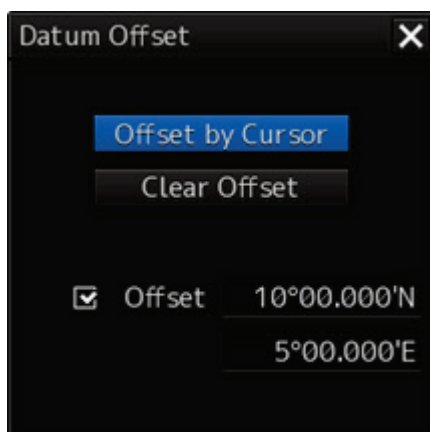 Datum Offset
Offset by Cursor
Clear Offset
Offset 10°00.000'N
5°00.000'E